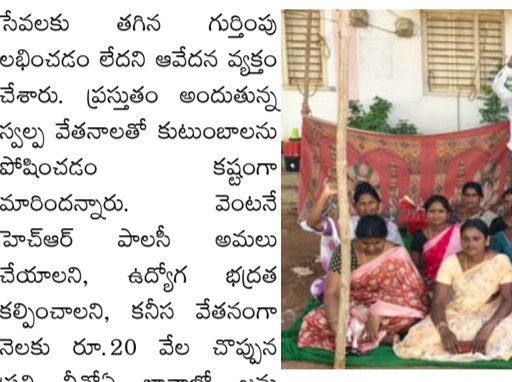 సేవలకు తగిన గుర్తింపు
లభించడం లేదని ఆవేదన వ్యక్తం
చేశారు. ప్రస్తుతం అందుతున్న
స్వల్ప వేతనాలతో కుటుంబాలను
పోషించడం కష్టంగా
మారిందన్నారు. వెంటనే
హెచ్ఆర్ పాలసీ అమలు
చేయాలని, ఉద్యోగ భద్రత
కల్పించాలని, కనీస వేతనంగా
నెలకు రూ.20 వేల చొప్పున